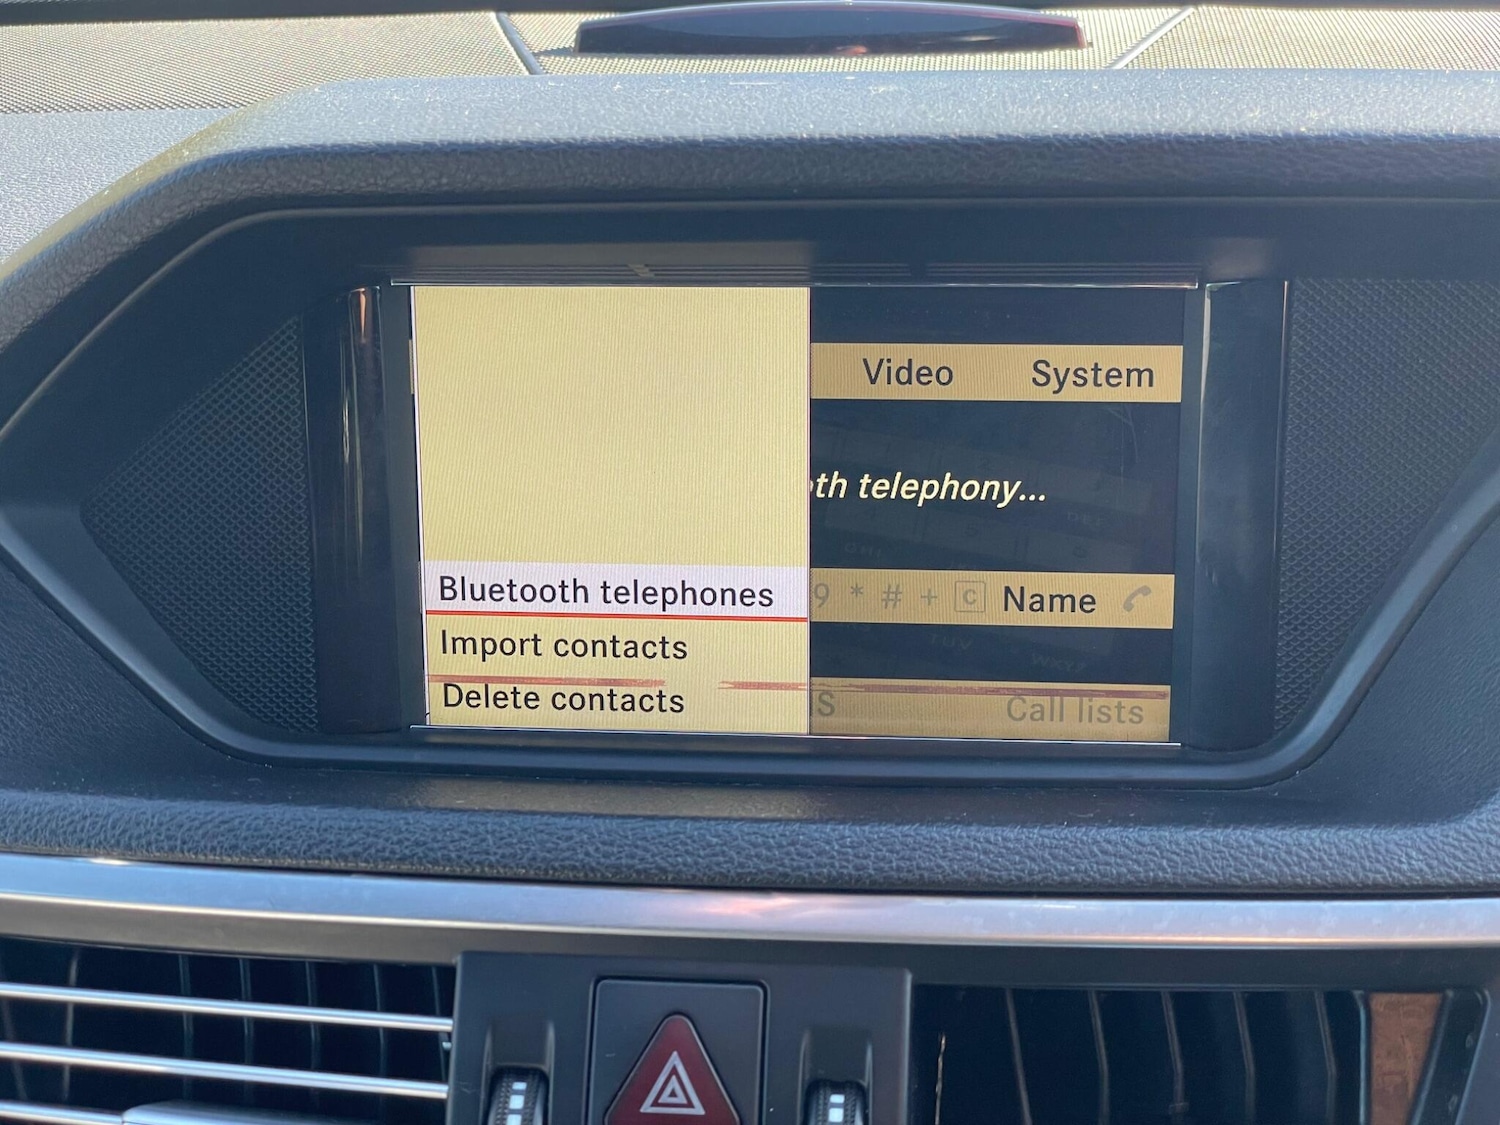 Video System
th telephony...
Bluetooth telephones
9 * # + C Name
Import contacts
Delete contacts
S Call lists